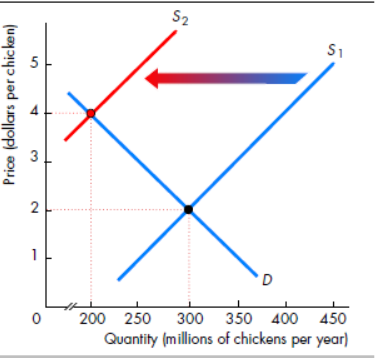 S2
S1
Price (dollars per chicken)
5
4
3
2
1
D
0
200 250 300 350 400 450
Quantity (millions of chickens per year)